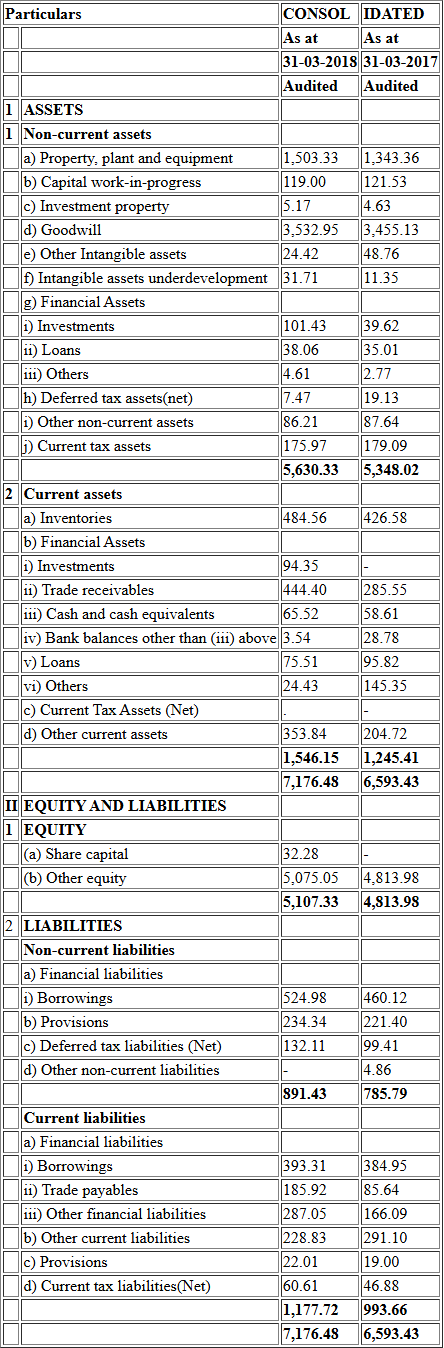 Particulars CONSOL IDATED
As at As at
31-03-2018 31-03-2017
Audited Audited
1 ASSETS
1 Non-current assets
a) Property, plant and equipment 1,503.33 1,343.36
b) Capital work-in-progress 119.00 121.53
c) Investment property 5.17 4.63
d) Goodwill 3,532.95 3,455.13
e) Other Intangible assets 24.42 48.76
f) Intangible assets underdevelopment 31.71 11.35
g) Financial Assets
i) Investments 101.43 39.62
ii) Loans 38.06 35.01
iii) Others 4.61 2.77
h) Deferred tax assets(net) 7.47 19.13
i) Other non-current assets 86.21 87.64
j) Current tax assets 175.97 179.09
5,630.33 5,348.02
2 Current assets
a) Inventories 484.56 426.58
b) Financial Assets
i) Investments 94.35 -
ii) Trade receivables 444.40 285.55
iii) Cash and cash equivalents 65.52 58.61
iv) Bank balances other than (iii) above 3.54 28.78
v) Loans 75.51 95.82
vi) Others 24.43 145.35
c) Current Tax Assets (Net) . -
d) Other current assets 353.84 204.72
1,546.15 1,245.41
7,176.48 6,593.43
II EQUITY AND LIABILITIES
1 EQUITY
(a) Share capital 32.28 -
(b) Other equity 5,075.05 4,813.98
5,107.33 4,813.98
2 LIABILITIES
Non-current liabilities
a) Financial liabilities
i) Borrowings 524.98 460.12
b) Provisions 234.34 221.40
c) Deferred tax liabilities (Net) 132.11 99.41
d) Other non-current liabilities - 4.86
891.43 785.79
Current liabilities
a) Financial liabilities
i) Borrowings 393.31 384.95
ii) Trade payables 185.92 85.64
iii) Other financial liabilities 287.05 166.09
b) Other current liabilities 228.83 291.10
c) Provisions 22.01 19.00
d) Current tax liabilities(Net) 60.61 46.88
1,177.72 993.66
7,176.48 6,593.43